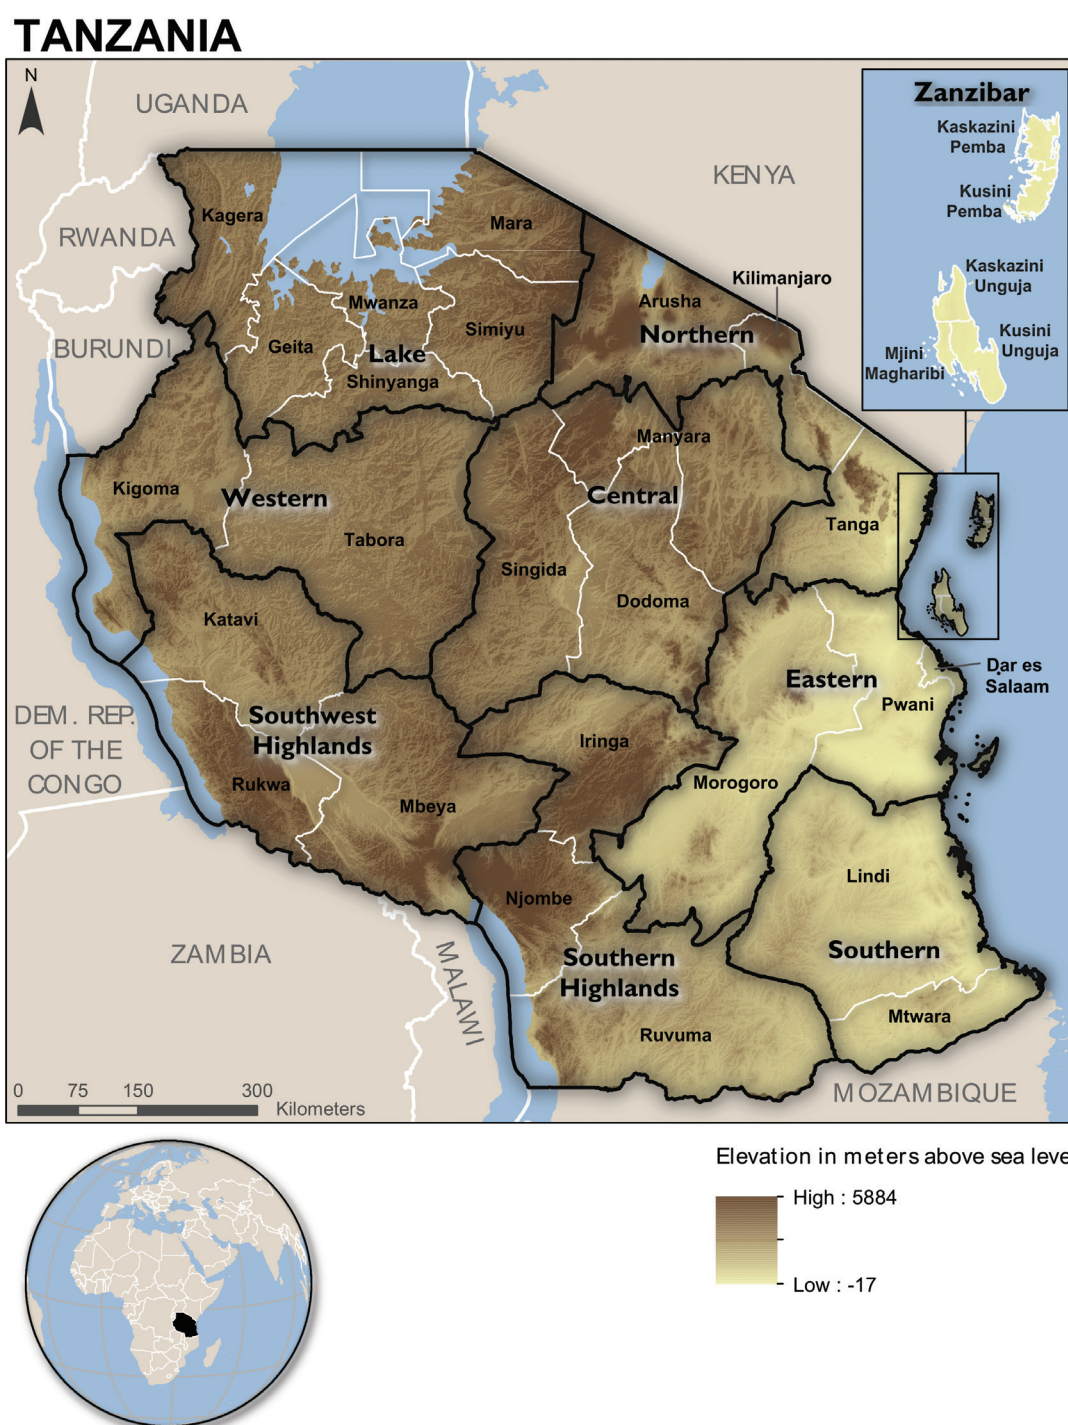 TANZANIA
N
UGANDA
KENYA
RWANDA
BURUNDI
DEM. REP.
OF THE
CONGO
ZAMBIA
MALAWI
MOZAMBIQUE
Zanzibar
Kaskazini
Pemba
Kusini
Pemba
Kaskazini
Unguja
Kusini
Unguja
Mjini
Magharibi
Kagera
Mara
Mwanza
Simiyu
Geita
Lake
Shinyanga
Kilimanjaro
Arusha
Northern
Manyara
Kigoma
Western
Central
Tabora
Singida
Tanga
Dodoma
Katavi
Eastern
Dar es
Salaam
Pwani
Southwest
Highlands
Iringa
Rukwa
Mbeya
Morogoro
Lindi
Njombe
Southern
Southern
Highlands
Mtwara
Ruvuma
0 75 150 300
Kilometers
Elevation in meters above sea leve
High : 5884
Low : -17